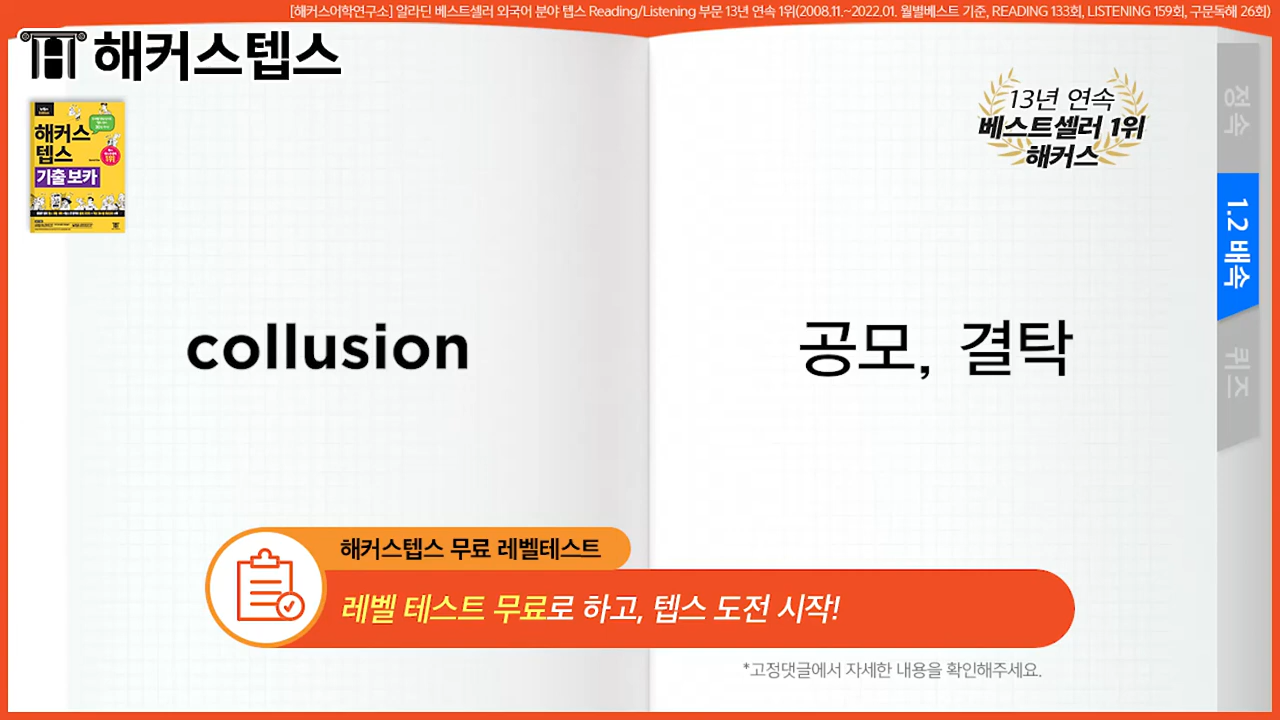 [해커스어학연구소] 알라딘 베스트셀러 외국어 분야 텝스 Reading/Listening 부문 13년 연속 1위(2008.11.~2022.01. 월별베스트 기준, READING 133회, LISTENING 159회, 구문독해 26회)
해커스텝스
해커스
텝스
기출 보카
13년 연속
베스트셀러 1위
해커스
정속
1.2 배속
퀴즈
collusion
공모, 결탁
해커스텝스 무료 레벨테스트
레벨 테스트 무료로 하고, 텝스 도전 시작!
*고정댓글에서 자세한 내용을 확인해주세요.